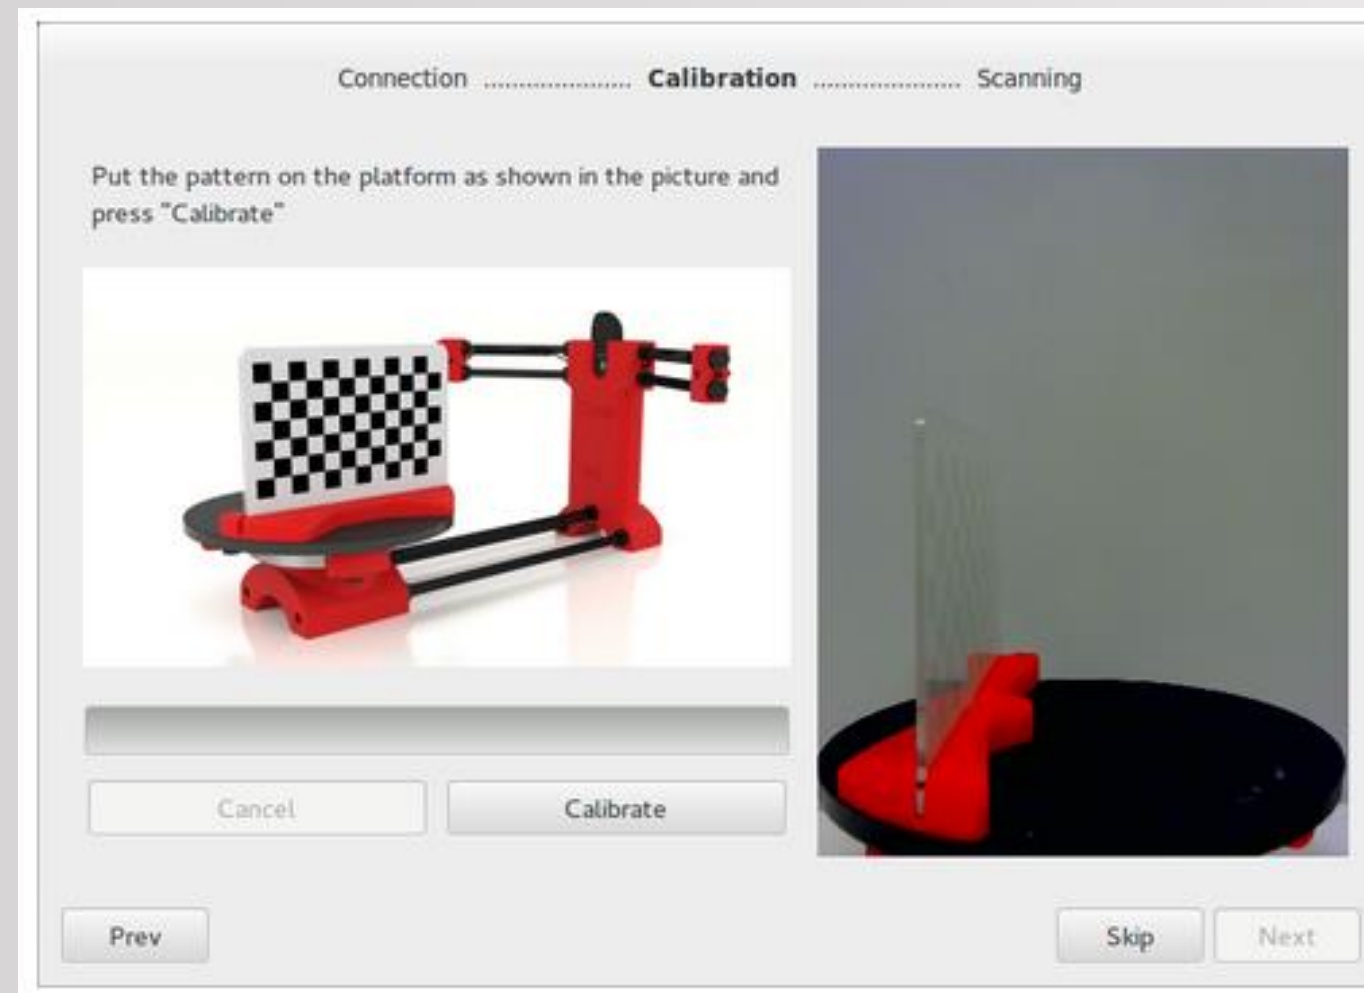 Connection ..................... Calibration ..................... Scanning
Put the pattern on the platform as shown in the picture and
press "Calibrate"
Cancel
Calibrate
Prev
Skip
Next